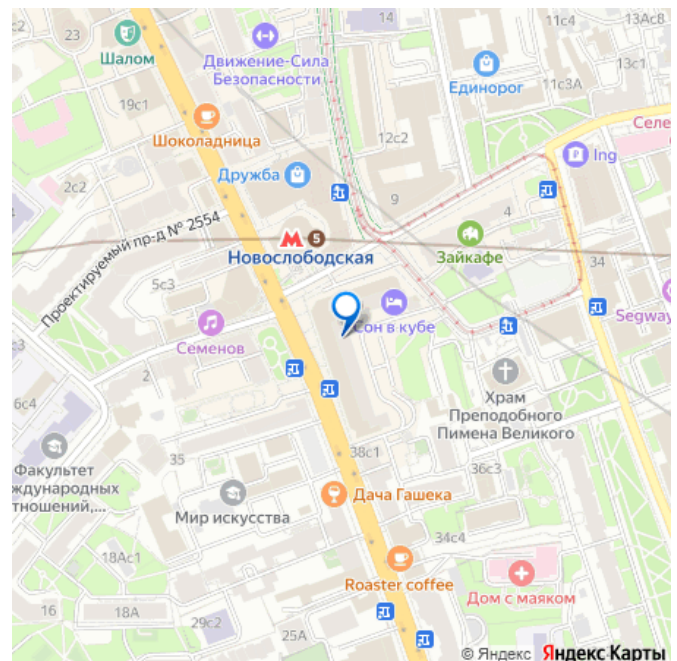 23
Шалом
Движение-Сила
Безопасности
11с4
13Ас8
13с1
Единорог
11с3А
19с1
Шоколадница
12с2
14
Селе
Ing
Дружба
2с2
9
4
Проектируемый пр-д № 2554
5
Новослободская
Зайкафе
34
5с3
Сон в кубе
Segway
Семенов
2
Храм
Преподобного
Пимена Великого
6с4
Факультет
ждународных
тношений,...
35
38с1
36с3
Мир искусства
Дача Гашека
34с4
18Ас1
Roaster coffee
Дом с маяком
16
18А
29с2
25А
© Яндекс Яндекс Карты